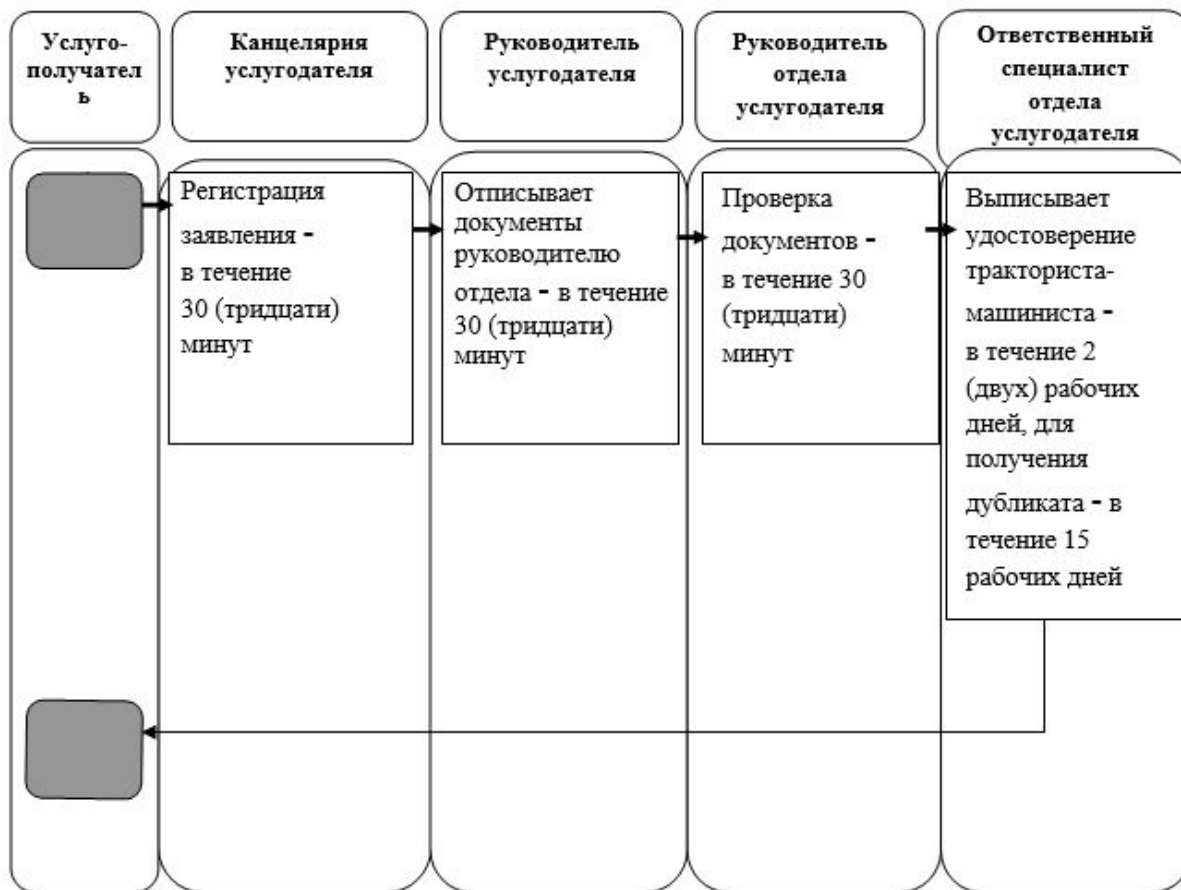 Услуго-
получател
ь
Канцелярия
услугодателя
Руководитель
услугодателя
Руководитель
отдела
услугодателя
Ответственный
специалист
отдела
услугодателя
Регистрация
заявления -
в течение
30 (тридцати)
минут
Отписывает
документы
руководителю
отдела - в течение
30 (тридцати)
минут
Проверка
документов -
в течение 30
(тридцати)
минут
Выписывает
удостоверение
тракториста-
машиниста -
в течение 2
(двух) рабочих
дней, для
получения
дубликата - в
течение 15
рабочих дней